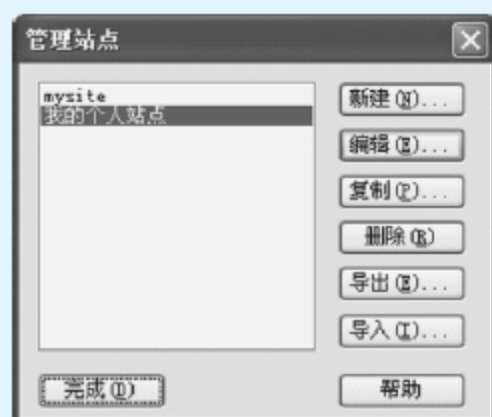 管理站点
mysite
我的个人站点
新建(N)...
编辑(E)...
复制(P)...
删除(R)
导出(E)...
导入(I)...
完成(D)
帮助